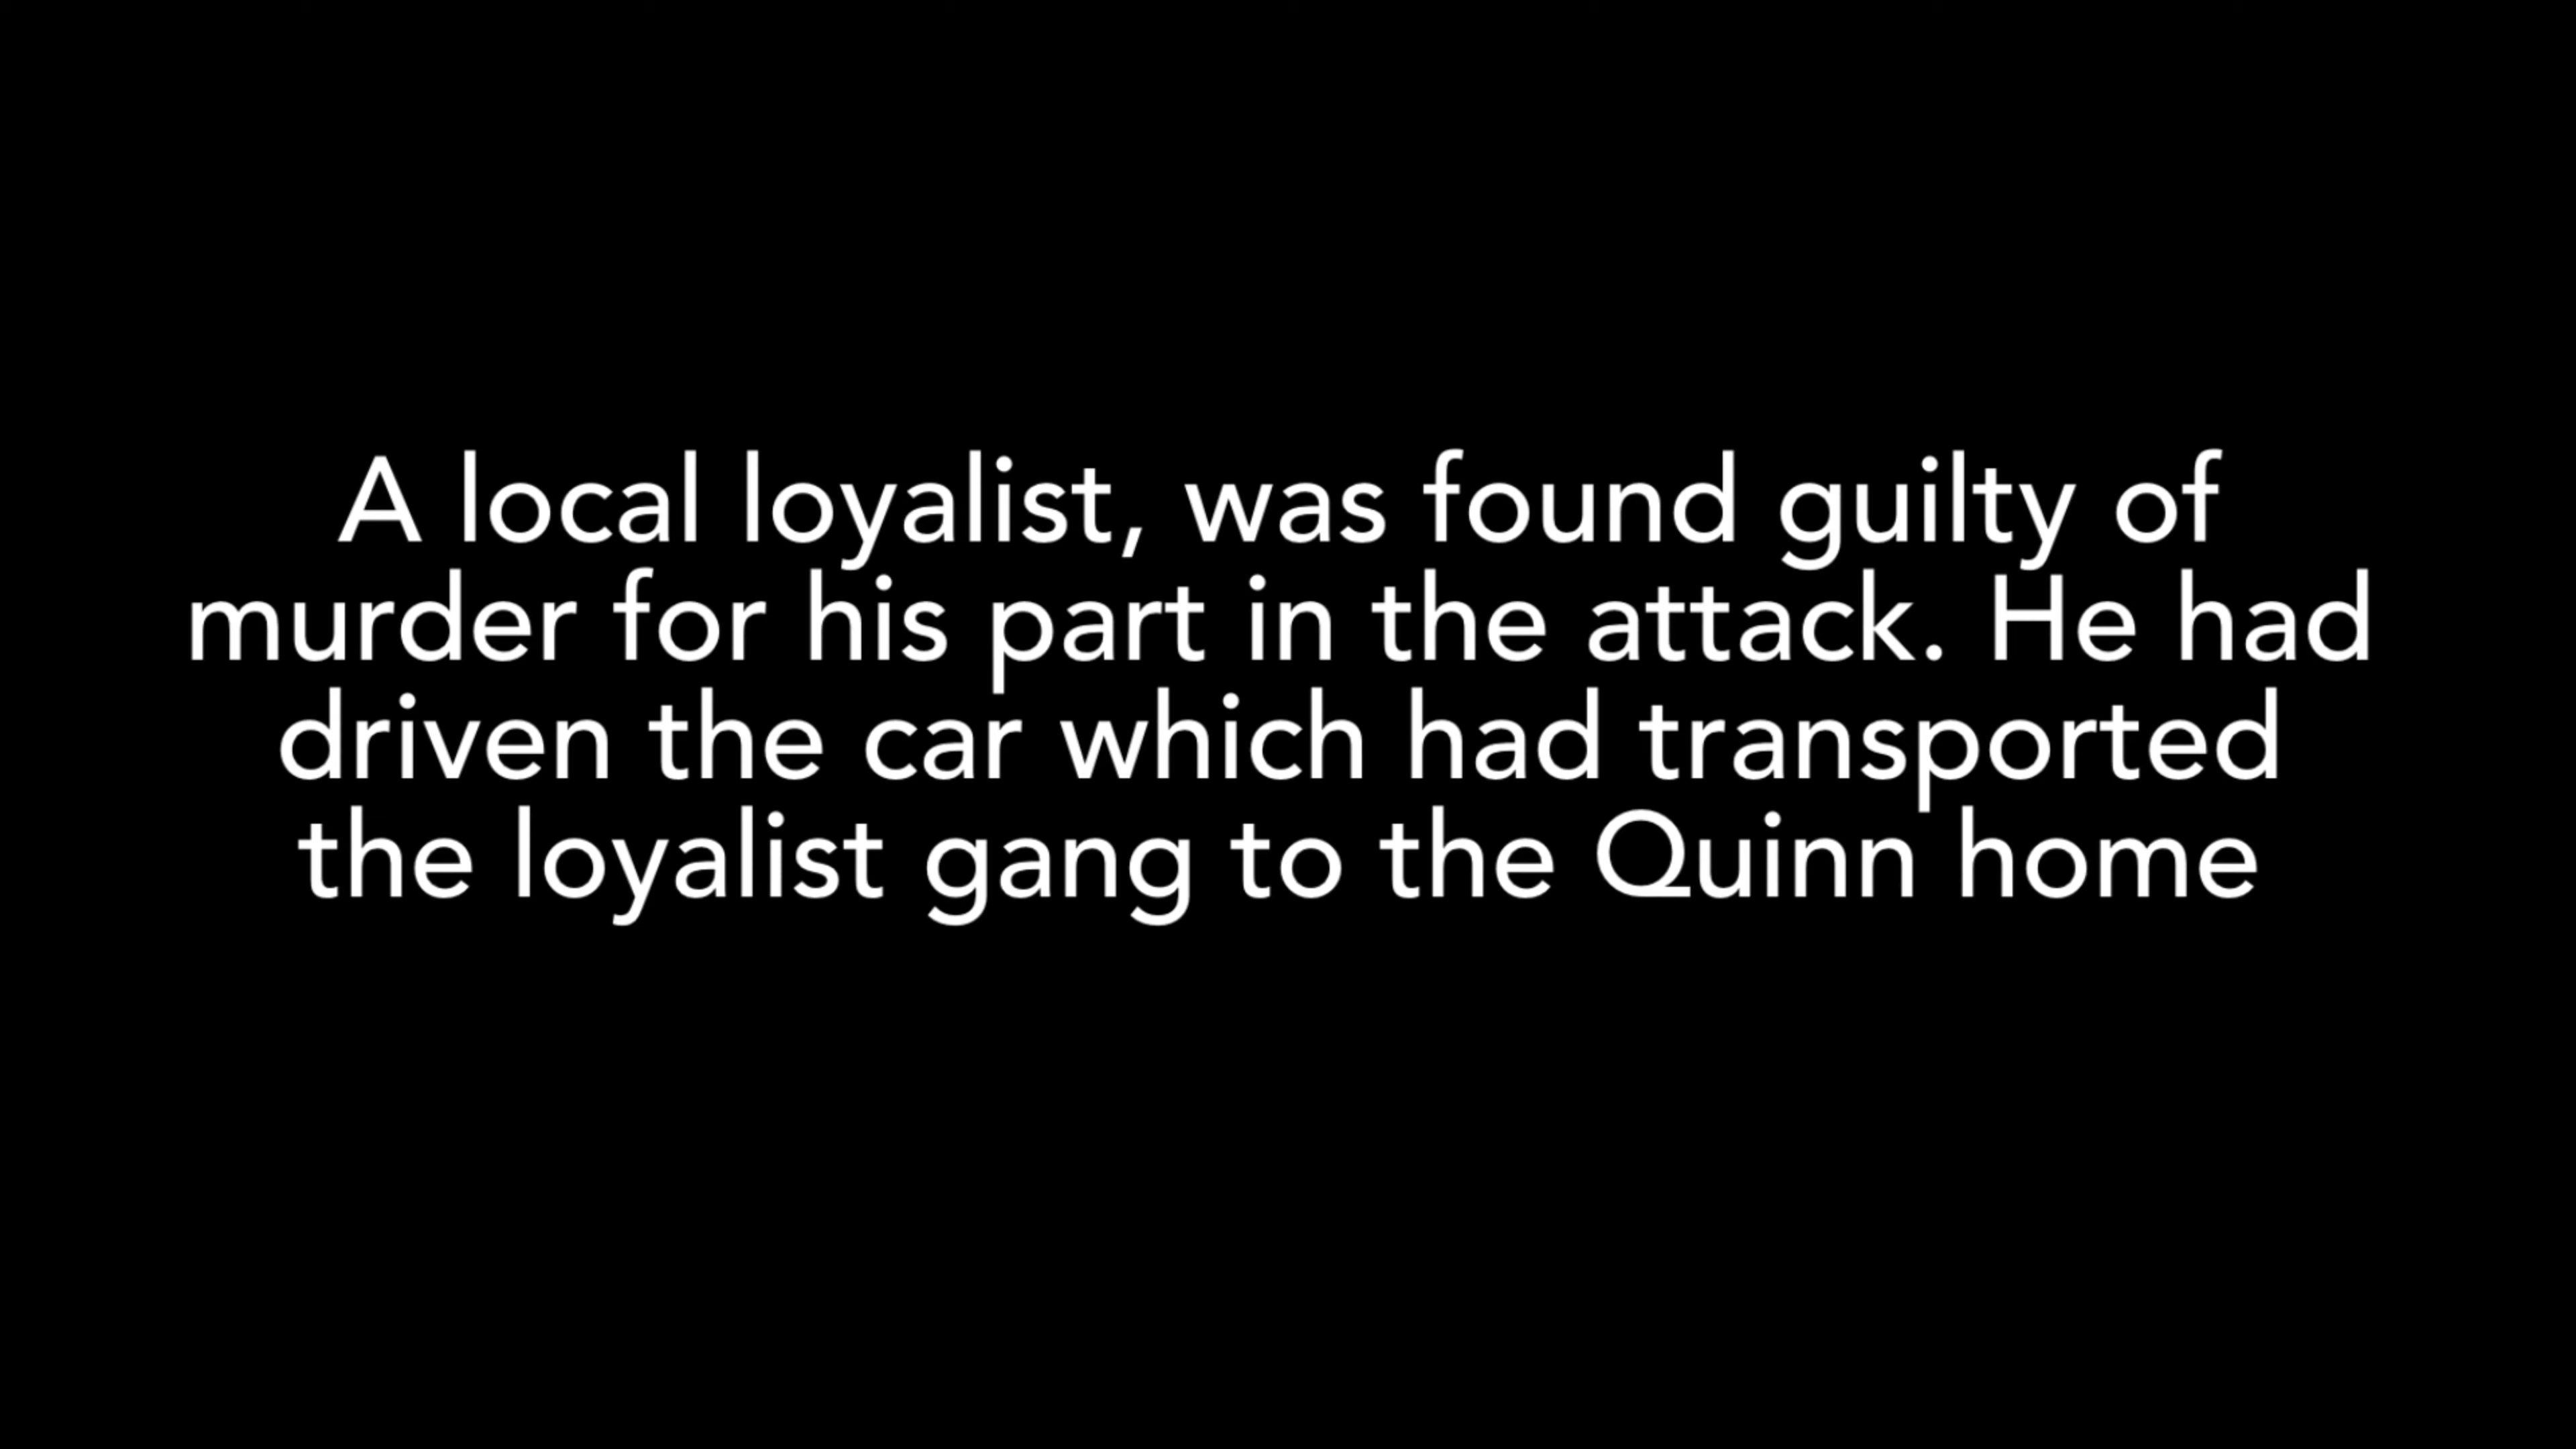 A local loyalist, was found guilty of
murder for his part in the attack. He had
driven the car which had transported
the loyalist gang to the Quinn home